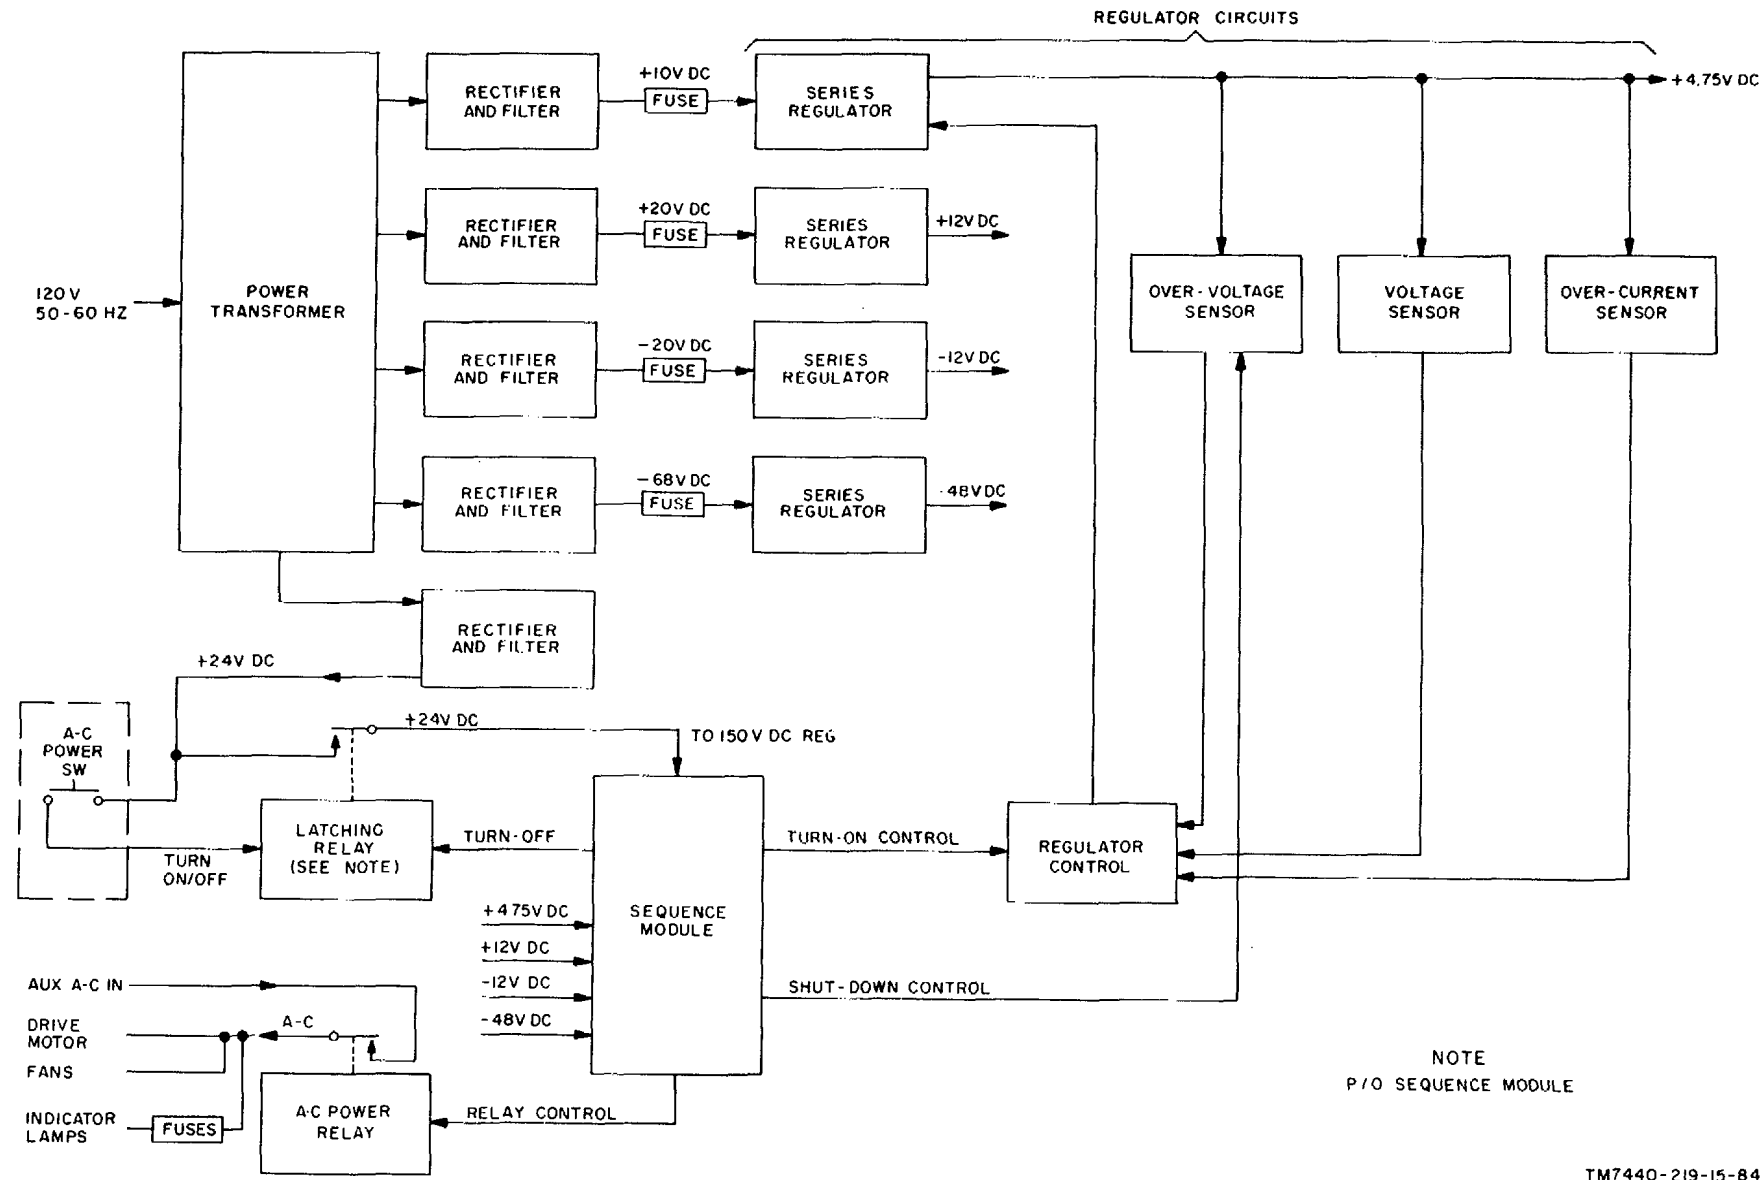 REGULATOR CIRCUITS
+10V DC
RECTIFIER
AND FILTER
FUSE
SERIES
REGULATOR
+4.75V DC
+20V DC
RECTIFIER
AND FILTER
FUSE
SERIES
REGULATOR
+12V DC
120V
50-60 HZ
POWER
TRANSFORMER
OVER-VOLTAGE
SENSOR
VOLTAGE
SENSOR
OVER-CURRENT
SENSOR
-20V DC
RECTIFIER
AND FILTER
FUSE
SERIES
REGULATOR
-12V DC
-68V DC
RECTIFIER
AND FILTER
FUSE
SERIES
REGULATOR
-48V DC
RECTIFIER
AND FILTER
+24V DC
A-C
POWER
SW
+24V DC
TO 150V DC REG
LATCHING
RELAY
(SEE NOTE)
TURN
ON/OFF
TURN-OFF
TURN-ON CONTROL
REGULATOR
CONTROL
SEQUENCE
MODULE
+475V DC
+12V DC
-12V DC
-48V DC
SHUT-DOWN CONTROL
AUX A-C IN
DRIVE
MOTOR
A-C
FANS
INDICATOR
LAMPS
FUSES
A-C POWER
RELAY
RELAY CONTROL
NOTE
P/O SEQUENCE MODULE
TM7440-219-15-84